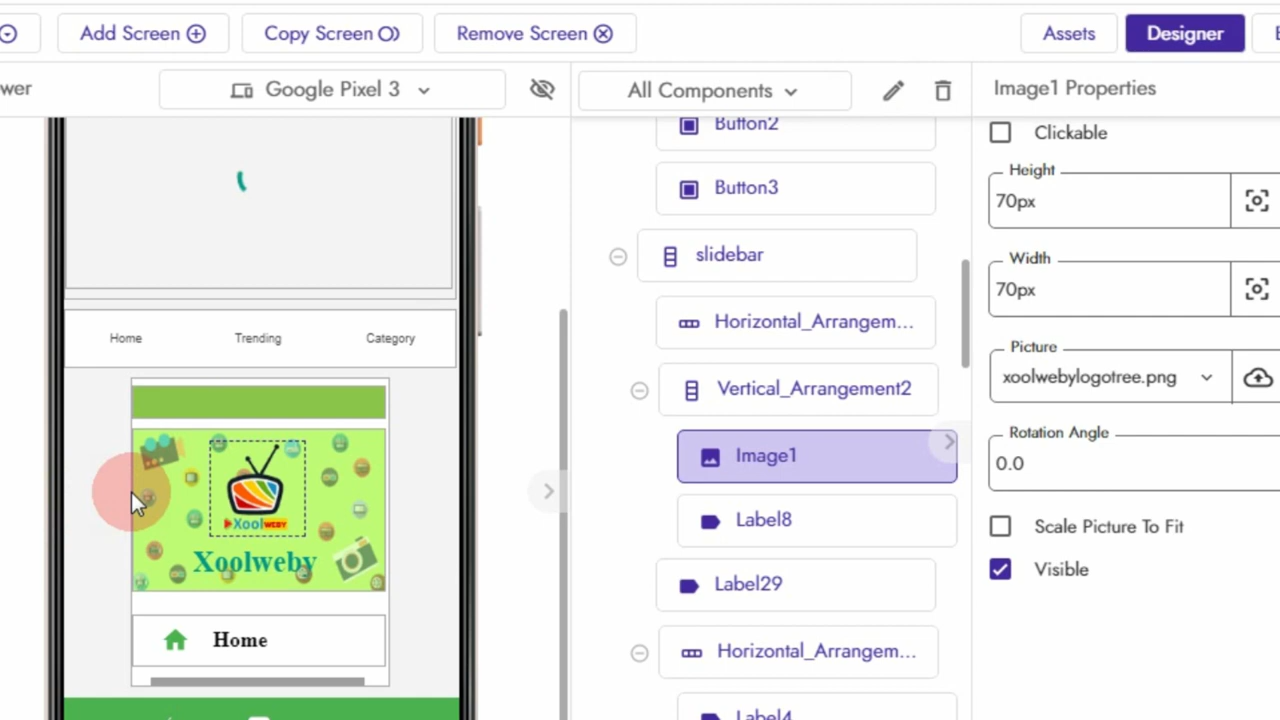 Add Screen
Copy Screen
Remove Screen
Assets
Designer
wer
Google Pixel 3
All Components
Image1 Properties
Button2
Button3
slidebar
Horizontal_Arrangem...
Vertical_Arrangement2
Image1
Label8
Label29
Horizontal_Arrangem...
Label4
Clickable
Height
70px
Width
70px
Picture
xoolwebylogotree.png
Rotation Angle
0.0
Scale Picture To Fit
Visible
Home
Trending
Category
Xoolweby
Xoolweby
Home